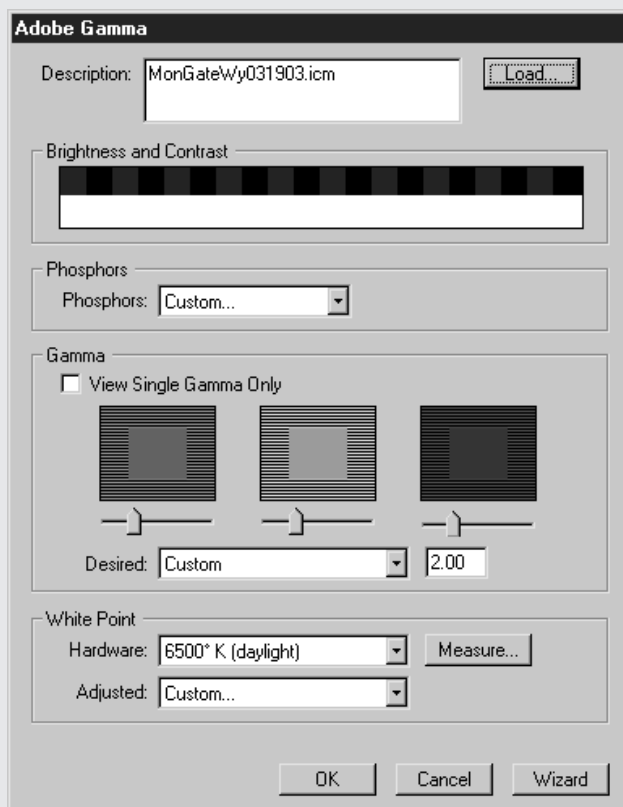 Adobe Gamma
Description: MonGateWy031903.icm Load...
Brightness and Contrast
Phosphors
Phosphors: Custom...
Gamma
View Single Gamma Only
Desired: Custom 2.00
White Point
Hardware: 6500° K (daylight) Measure...
Adjusted: Custom...
OK Cancel Wizard